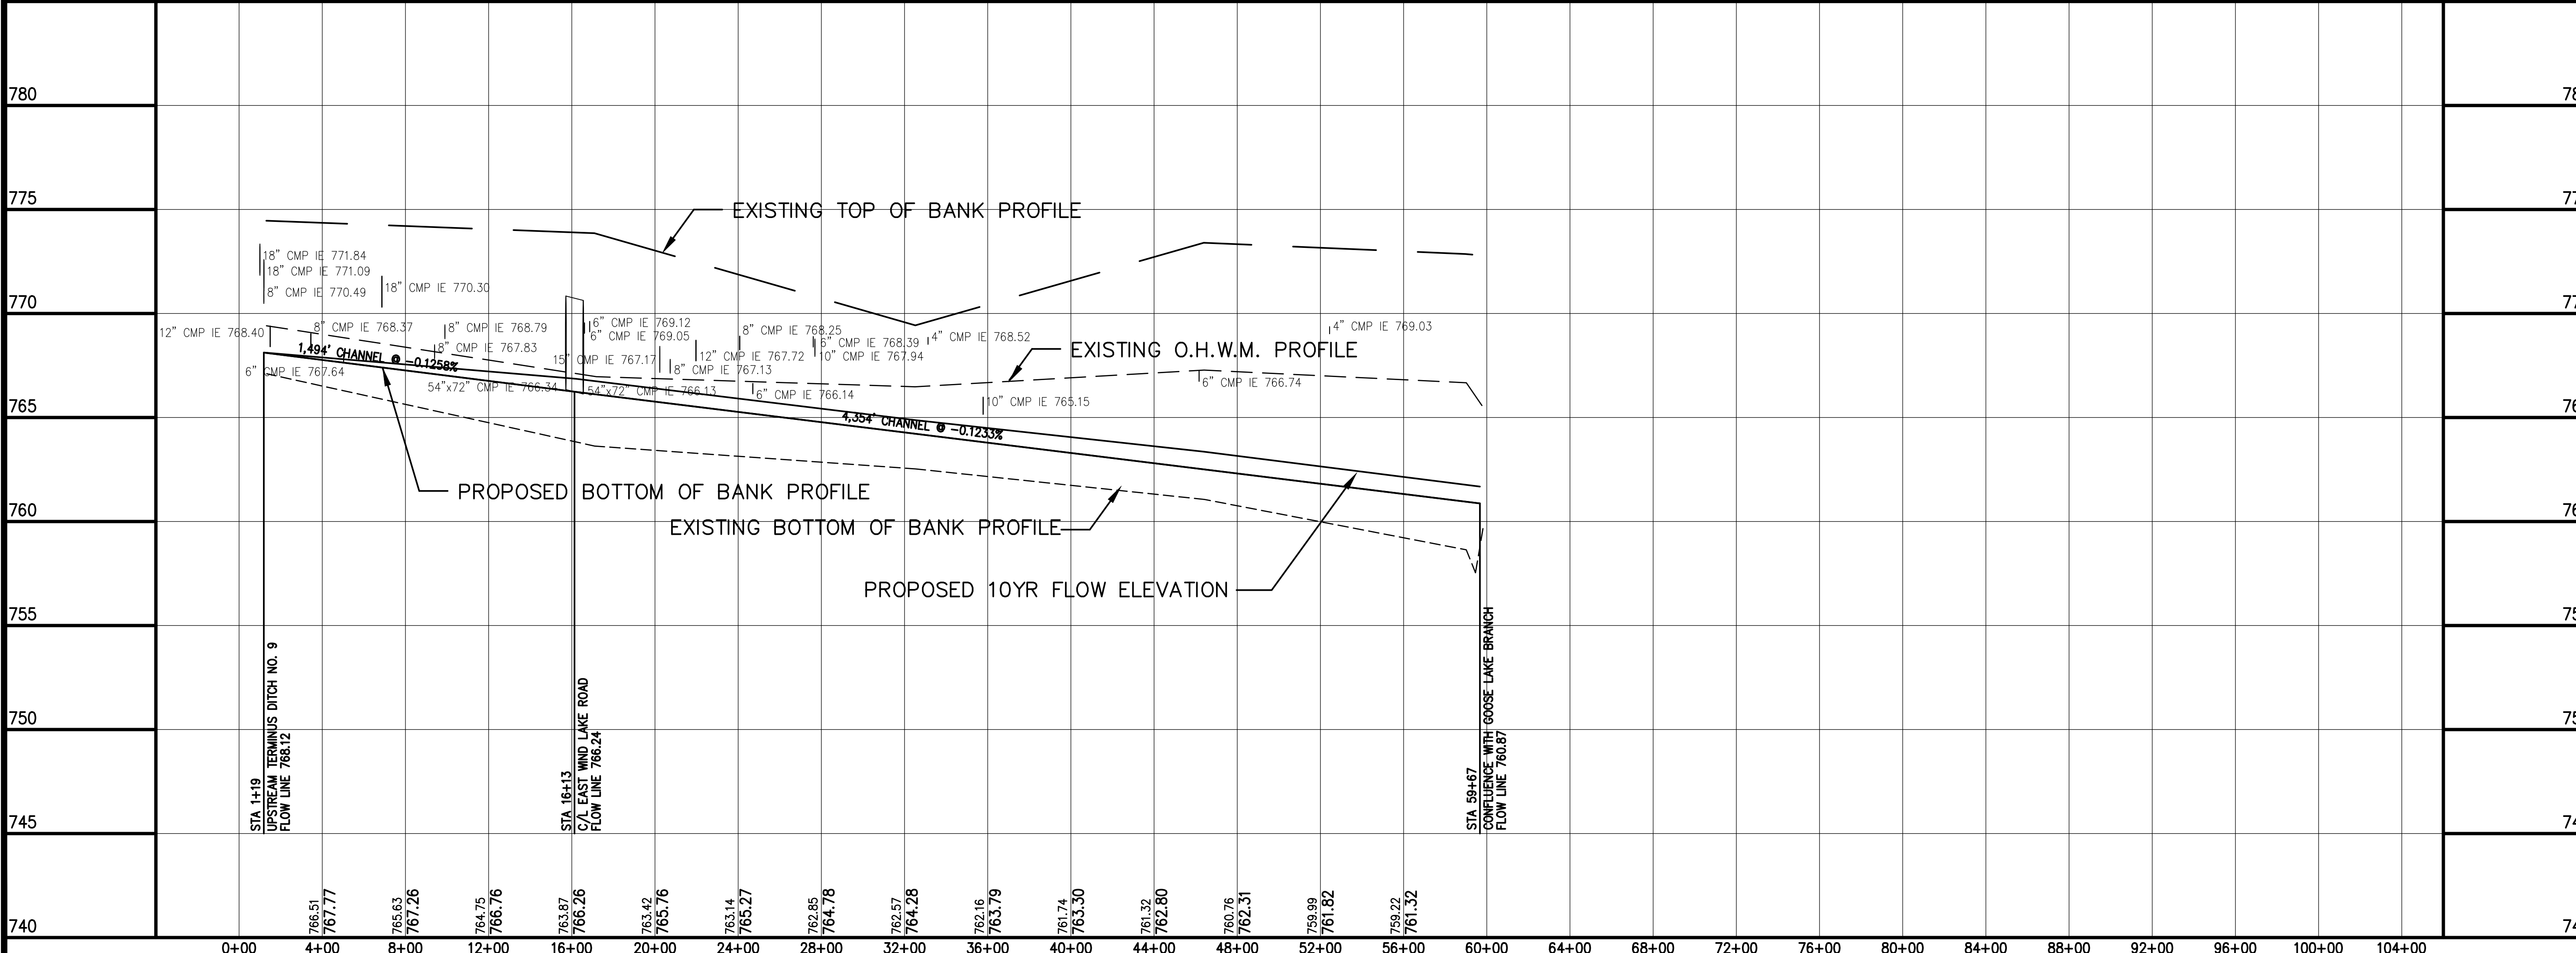 780
775
770
765
760
755
750
745
740
78
77
77
76
76
75
75
74
74
EXISTING TOP OF BANK PROFILE
18" CMP IE 771.84
18" CMP IE 771.09
8" CMP IE 770.49
18" CMP IE 770.30
12" CMP IE 768.40
8" CMP IE 768.37
8" CMP IE 768.79
8" CMP IE 767.83
6" CMP IE 769.12
6" CMP IE 769.05
8" CMP IE 768.25
6" CMP IE 768.39
10" CMP IE 767.94
4" CMP IE 768.52
4" CMP IE 769.03
1,494' CHANNEL @ -0.1258%
15" CMP IE 767.17
12" CMP IE 767.72
8" CMP IE 767.13
EXISTING O.H.W.M. PROFILE
6" CMP IE 767.64
54"x72" CMP IE 766.34
54"x72" CMP IE 766.13
6" CMP IE 766.14
6" CMP IE 766.74
10" CMP IE 765.15
4,354' CHANNEL @ -0.1233%
PROPOSED BOTTOM OF BANK PROFILE
EXISTING BOTTOM OF BANK PROFILE
PROPOSED 10YR FLOW ELEVATION
STA 1+19
UPSTREAM TERMINUS DITCH NO. 9
FLOW LINE 768.12
STA 16+13
C/L EAST WIND LAKE ROAD
FLOW LINE 766.24
STA 59+67
CONFLUENCE WITH GOOSE LAKE BRANCH
FLOW LINE 760.87
766.51
767.77
765.63
767.26
764.75
766.76
763.87
766.26
763.42
765.76
763.14
765.27
762.85
764.78
762.57
764.28
762.16
763.79
761.74
763.30
761.32
762.80
760.76
762.31
759.99
761.82
759.22
761.32
0+00 4+00 8+00 12+00 16+00 20+00 24+00 28+00 32+00 36+00 40+00 44+00 48+00 52+00 56+00 60+00 64+00 68+00 72+00 76+00 80+00 84+00 88+00 92+00 96+00 100+00 104+00